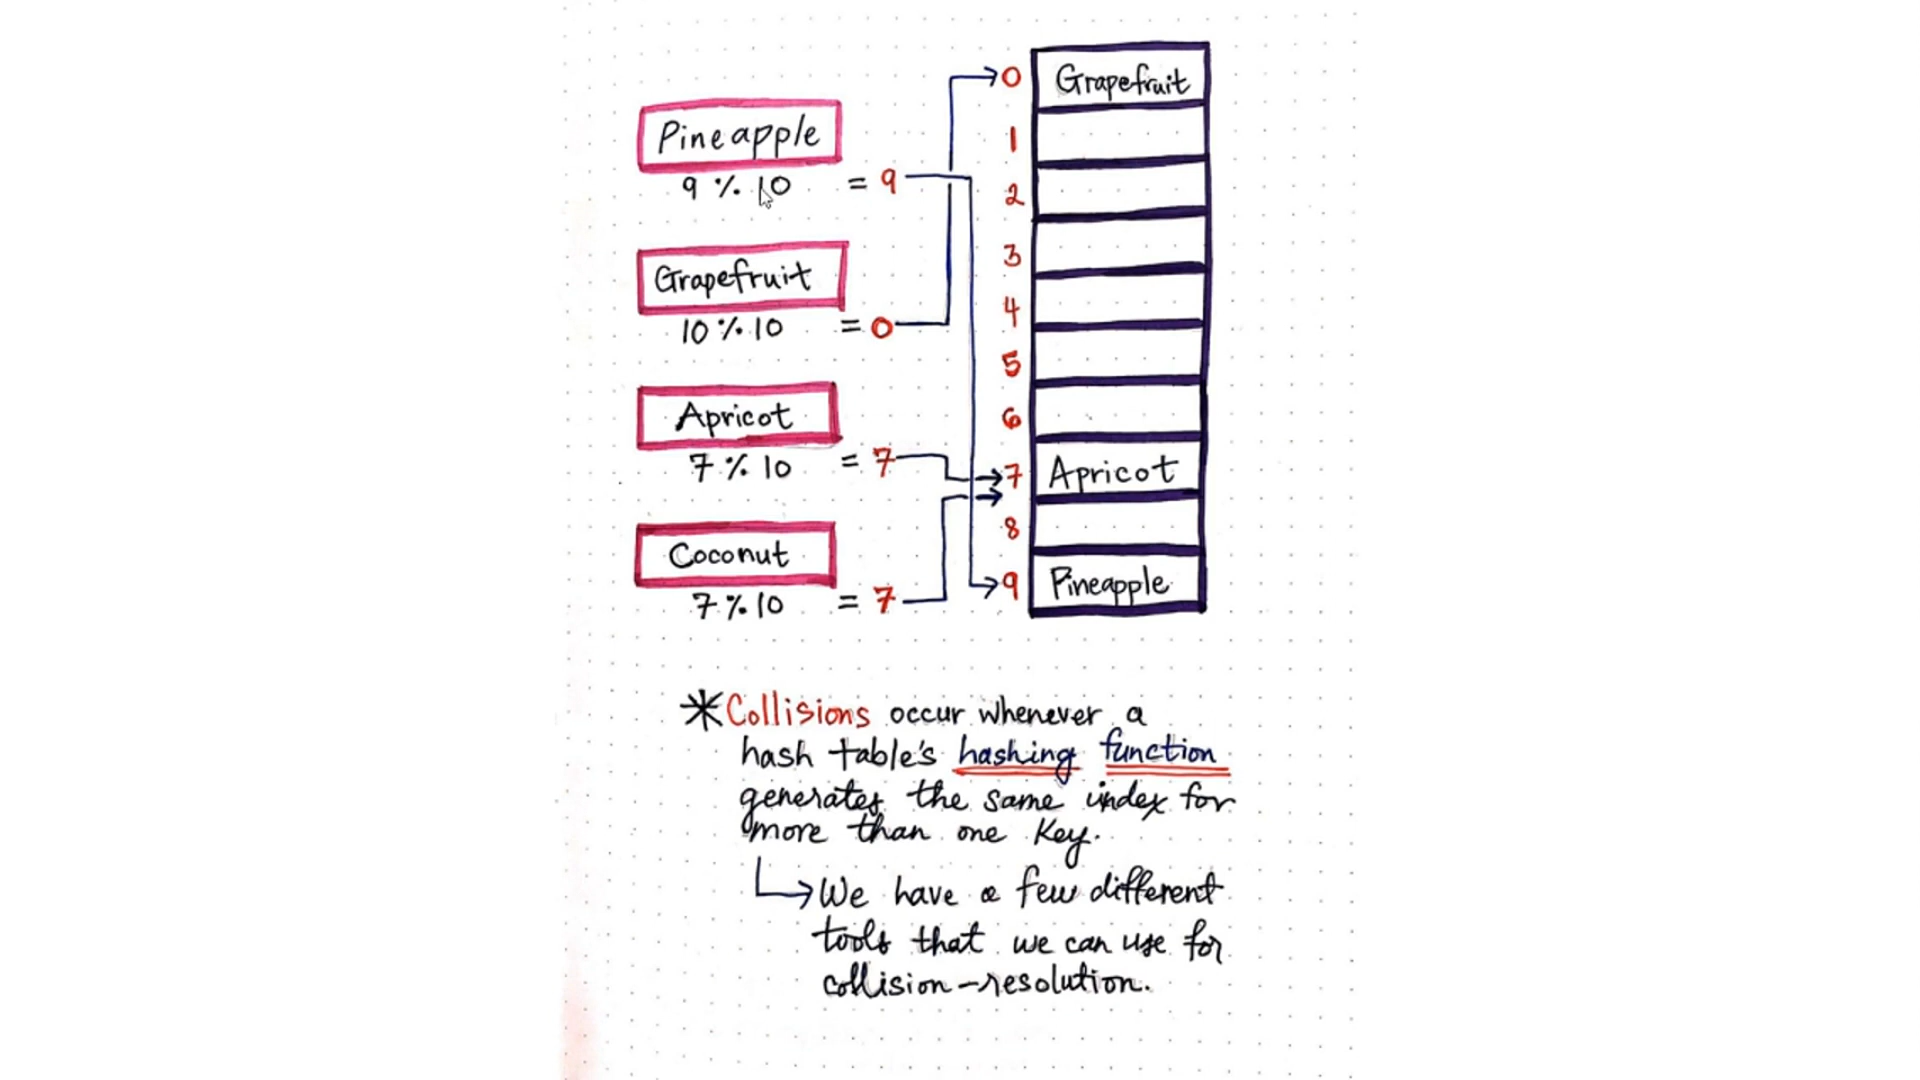 Pineapple
9 % 10 = 9
Grapefruit
10 % 10 = 0
Apricot
7 % 10 = 7
Coconut
7 % 10 = 7
0 Grapefruit
1
2
3
4
5
6
7 Apricot
8
9 Pineapple
* Collisions occur whenever a
hash table's hashing function
generates the same index for
more than one key.
We have a few different
tools that we can use for
collision-resolution.